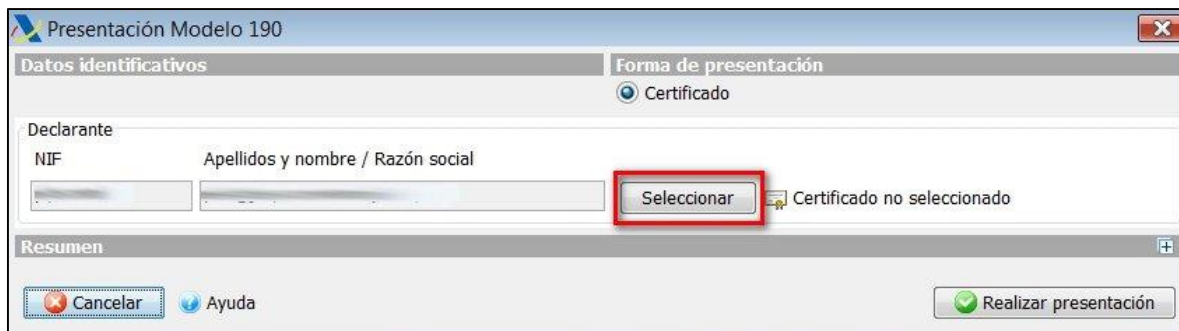 Presentación Modelo 190
Datos identificativos Forma de presentación
Certificado
Declarante
NIF Apellidos y nombre / Razón social
Seleccionar Certificado no seleccionado
Resumen
Cancelar Ayuda Realizar presentación